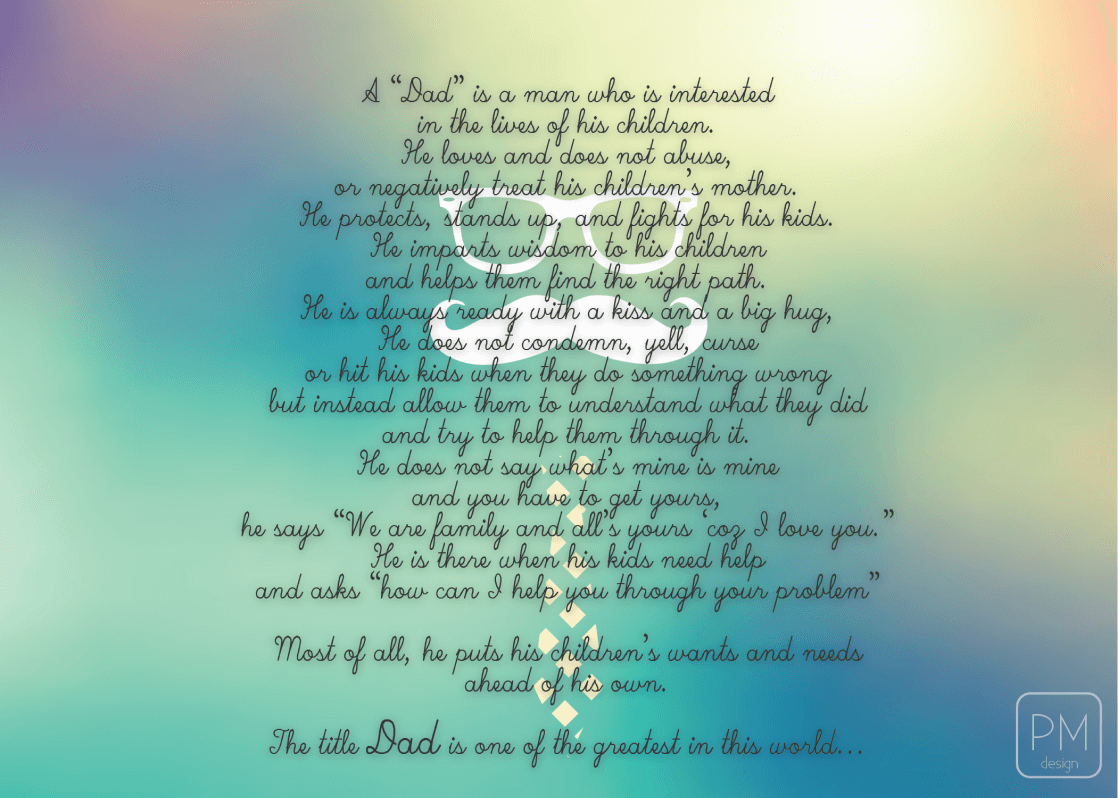 A “Dad” is a man who is interested
in the lives of his children.
He loves and does not abuse,
or negatively treat his children’s mother.
He protects, stands up, and fights for his kids.
He imparts wisdom to his children
and helps them find the right path.
He is always ready with a kiss and a big hug,
He does not condemn, yell, curse
or hit his kids when they do something wrong
but instead allow them to understand what they did
and try to help them through it.
He does not say what’s mine is mine
and you have to get yours,
he says “We are family and all’s yours ‘coz I love you.”
He is there when his kids need help
and asks “how can I help you through your problem”
Most of all, he puts his children’s wants and needs
ahead of his own.
The title Dad is one of the greatest in this world...
PM
design